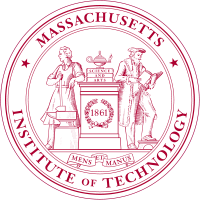 MASSACHUSETTS
INSTITUTE OF TECHNOLOGY
SCIENCE
AND
ARTS
1861
MENS ET MANUS